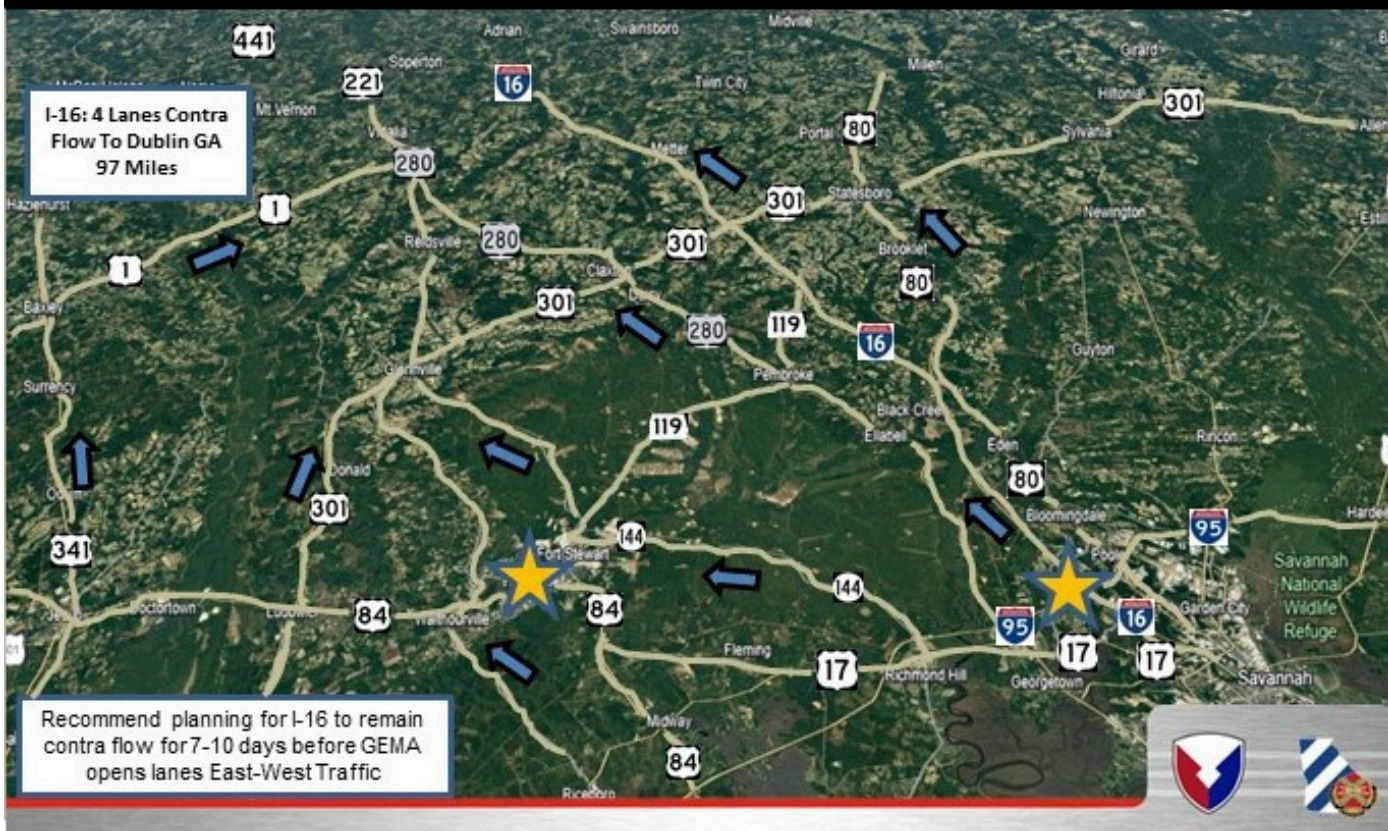 Adrian
Swainsboro
Midville
441
Soperton
Girard
221
16
Twin City
Millen
Hiltonia
301
Mt. Vernon
I-16: 4 Lanes Contra
Flow To Dublin GA
97 Miles
Vidalia
Portal
80
Sylvania
280
Metter
Hazlehurst
1
301
Statesboro
Newington
Reidsville
280
301
Brooklet
1
Claxton
80
Baxley
301
280
119
16
Guyton
Surrency
Glennville
Pembroke
119
Black Creek
Ellabell
Eden
Rincon
Donald
301
80
Bloomingdale
95
341
Fort Stewart
144
Savannah
National
Wildlife
Refuge
Doctortown
Ludowici
84
Walthourville
84
144
95
16
Garden City
Fleming
17
Richmond Hill
17
Georgetown
17
Savannah
Midway
84
Riceboro
Recommend planning for I-16 to remain
contra flow for 7-10 days before GEMA
opens lanes East-West Traffic